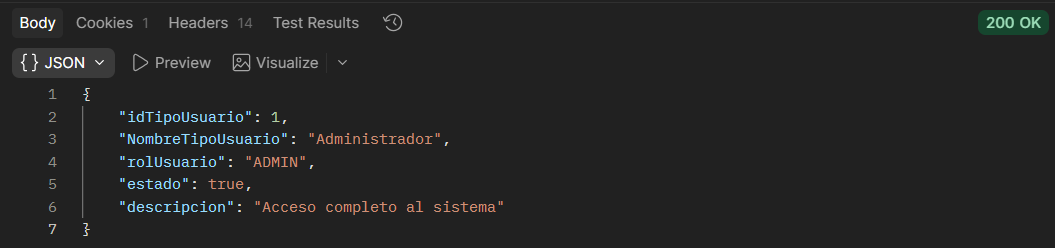 Body Cookies 1 Headers 14 Test Results 200 OK
{} JSON Preview Visualize
1 {
2 "idTipoUsuario": 1,
3 "NombreTipoUsuario": "Administrador",
4 "rolUsuario": "ADMIN",
5 "estado": true,
6 "descripcion": "Acceso completo al sistema"
7 }